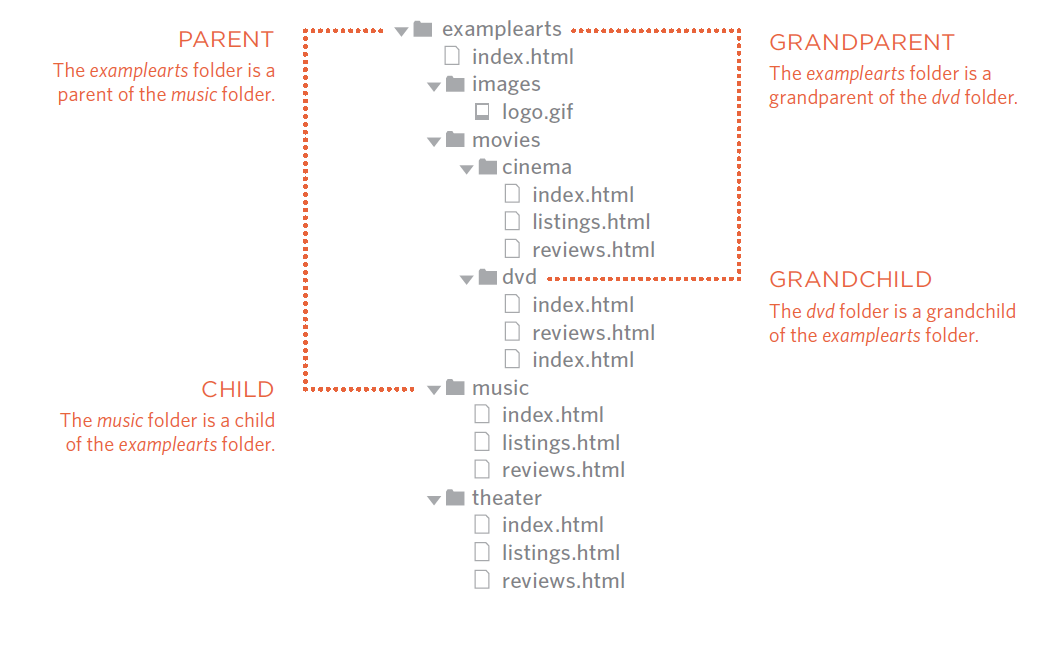 PARENT
The examplearts folder is a
parent of the music folder.
examplearts
index.html
images
logo.gif
movies
cinema
index.html
listings.html
reviews.html
dvd
index.html
reviews.html
index.html
music
index.html
listings.html
reviews.html
theater
index.html
listings.html
reviews.html
GRANDPARENT
The examplearts folder is a
grandparent of the dvd folder.
GRANDCHILD
The dvd folder is a grandchild
of the examplearts folder.
CHILD
The music folder is a child
of the examplearts folder.